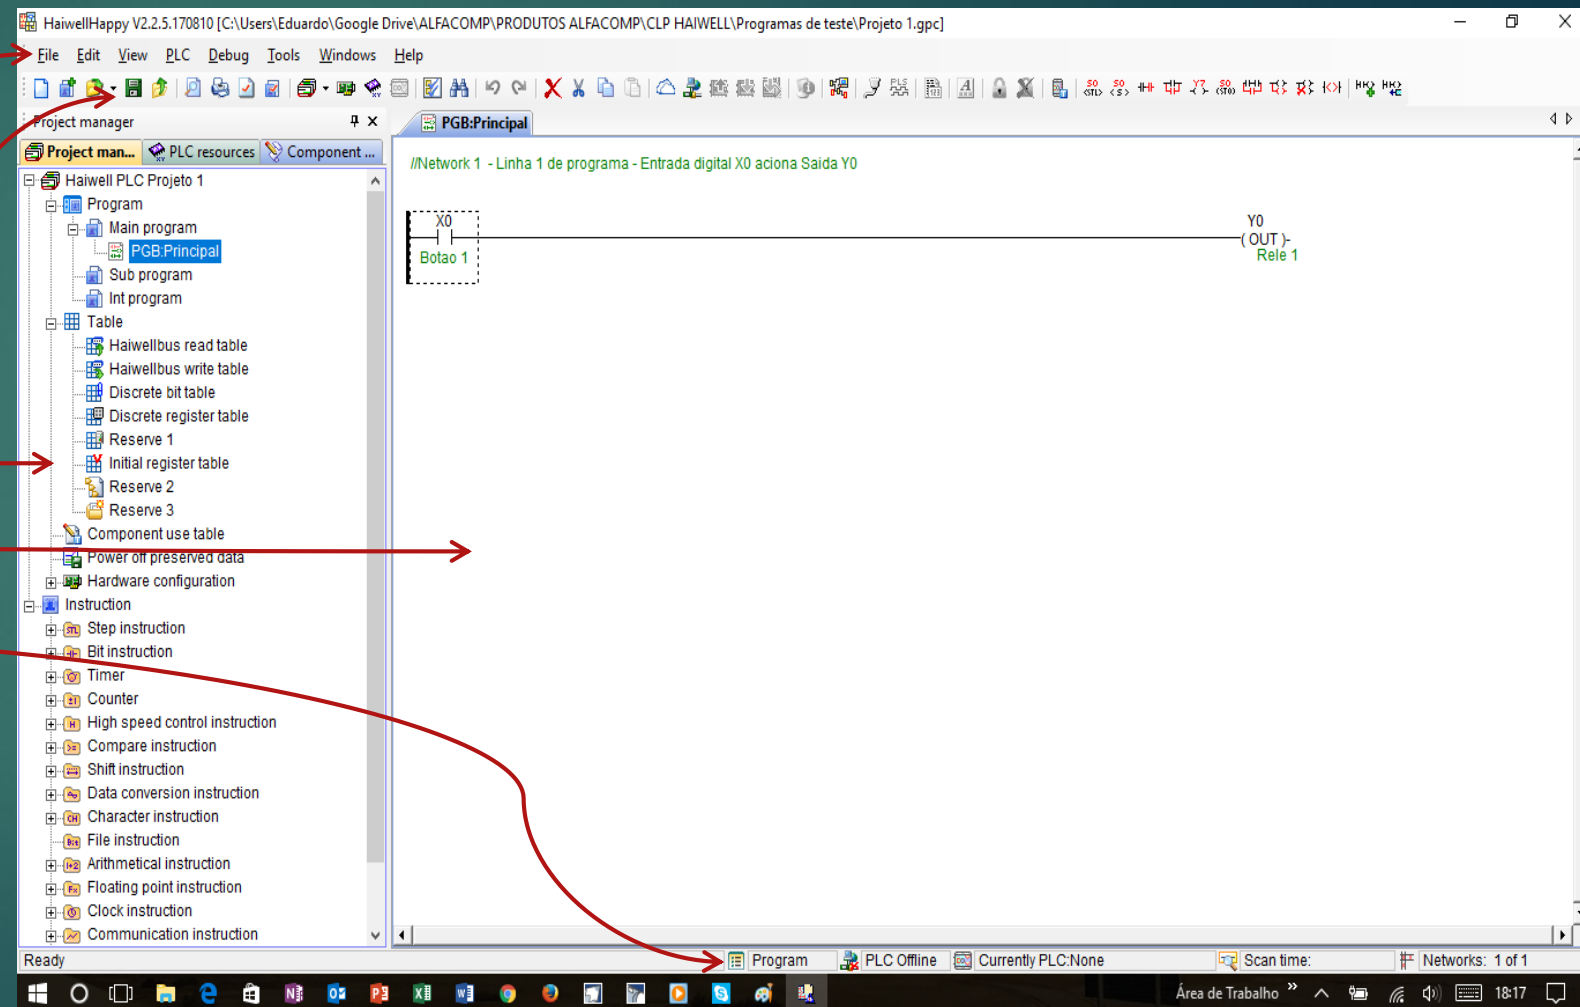 HaiwellHappy V2.2.5.170810 [C:\Users\Eduardo\Google Drive\ALFACOMP\PRODUTOS ALFACOMP\CLP HAIWELL\Programas de teste\Projeto 1.gpc]
File Edit View PLC Debug Tools Windows Help
Project manager
PGB:Principal
Project man... PLC resources Component ...
//Network 1 - Linha 1 de programa - Entrada digital X0 aciona Saida Y0
Haiwell PLC Projeto 1
Program
Main program
PGB:Principal
Sub program
Int program
Table
Haiwellbus read table
Haiwellbus write table
Discrete bit table
Discrete register table
Reserve 1
Initial register table
Reserve 2
Reserve 3
Component use table
Power off preserved data
Hardware configuration
Instruction
Step instruction
Bit instruction
Timer
Counter
High speed control instruction
Compare instruction
Shift instruction
Data conversion instruction
Character instruction
File instruction
Arithmetical instruction
Floating point instruction
Clock instruction
Communication instruction
X0
Botao 1
Y0
( OUT )-
Rele 1
Ready Program PLC Offline Currently PLC:None Scan time: Networks: 1 of 1
Área de Trabalho » 18:17